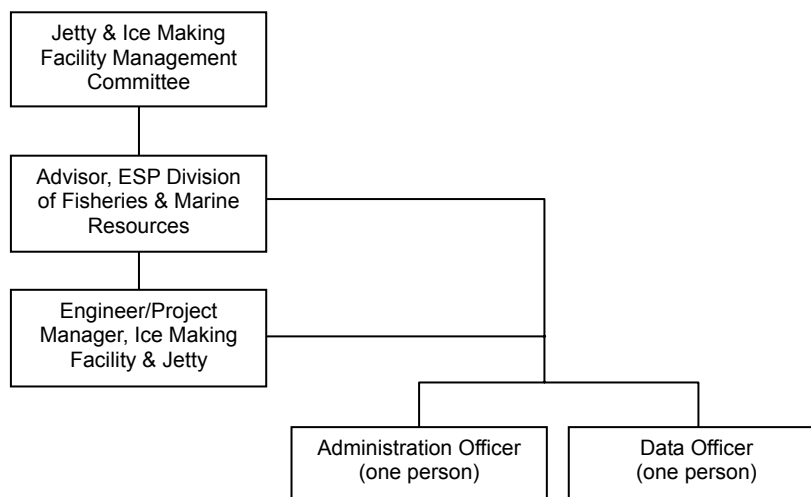 Jetty & Ice Making
Facility Management
Committee
Advisor, ESP Division
of Fisheries & Marine
Resources
Engineer/Project
Manager, Ice Making
Facility & Jetty
Administration Officer
(one person)
Data Officer
(one person)